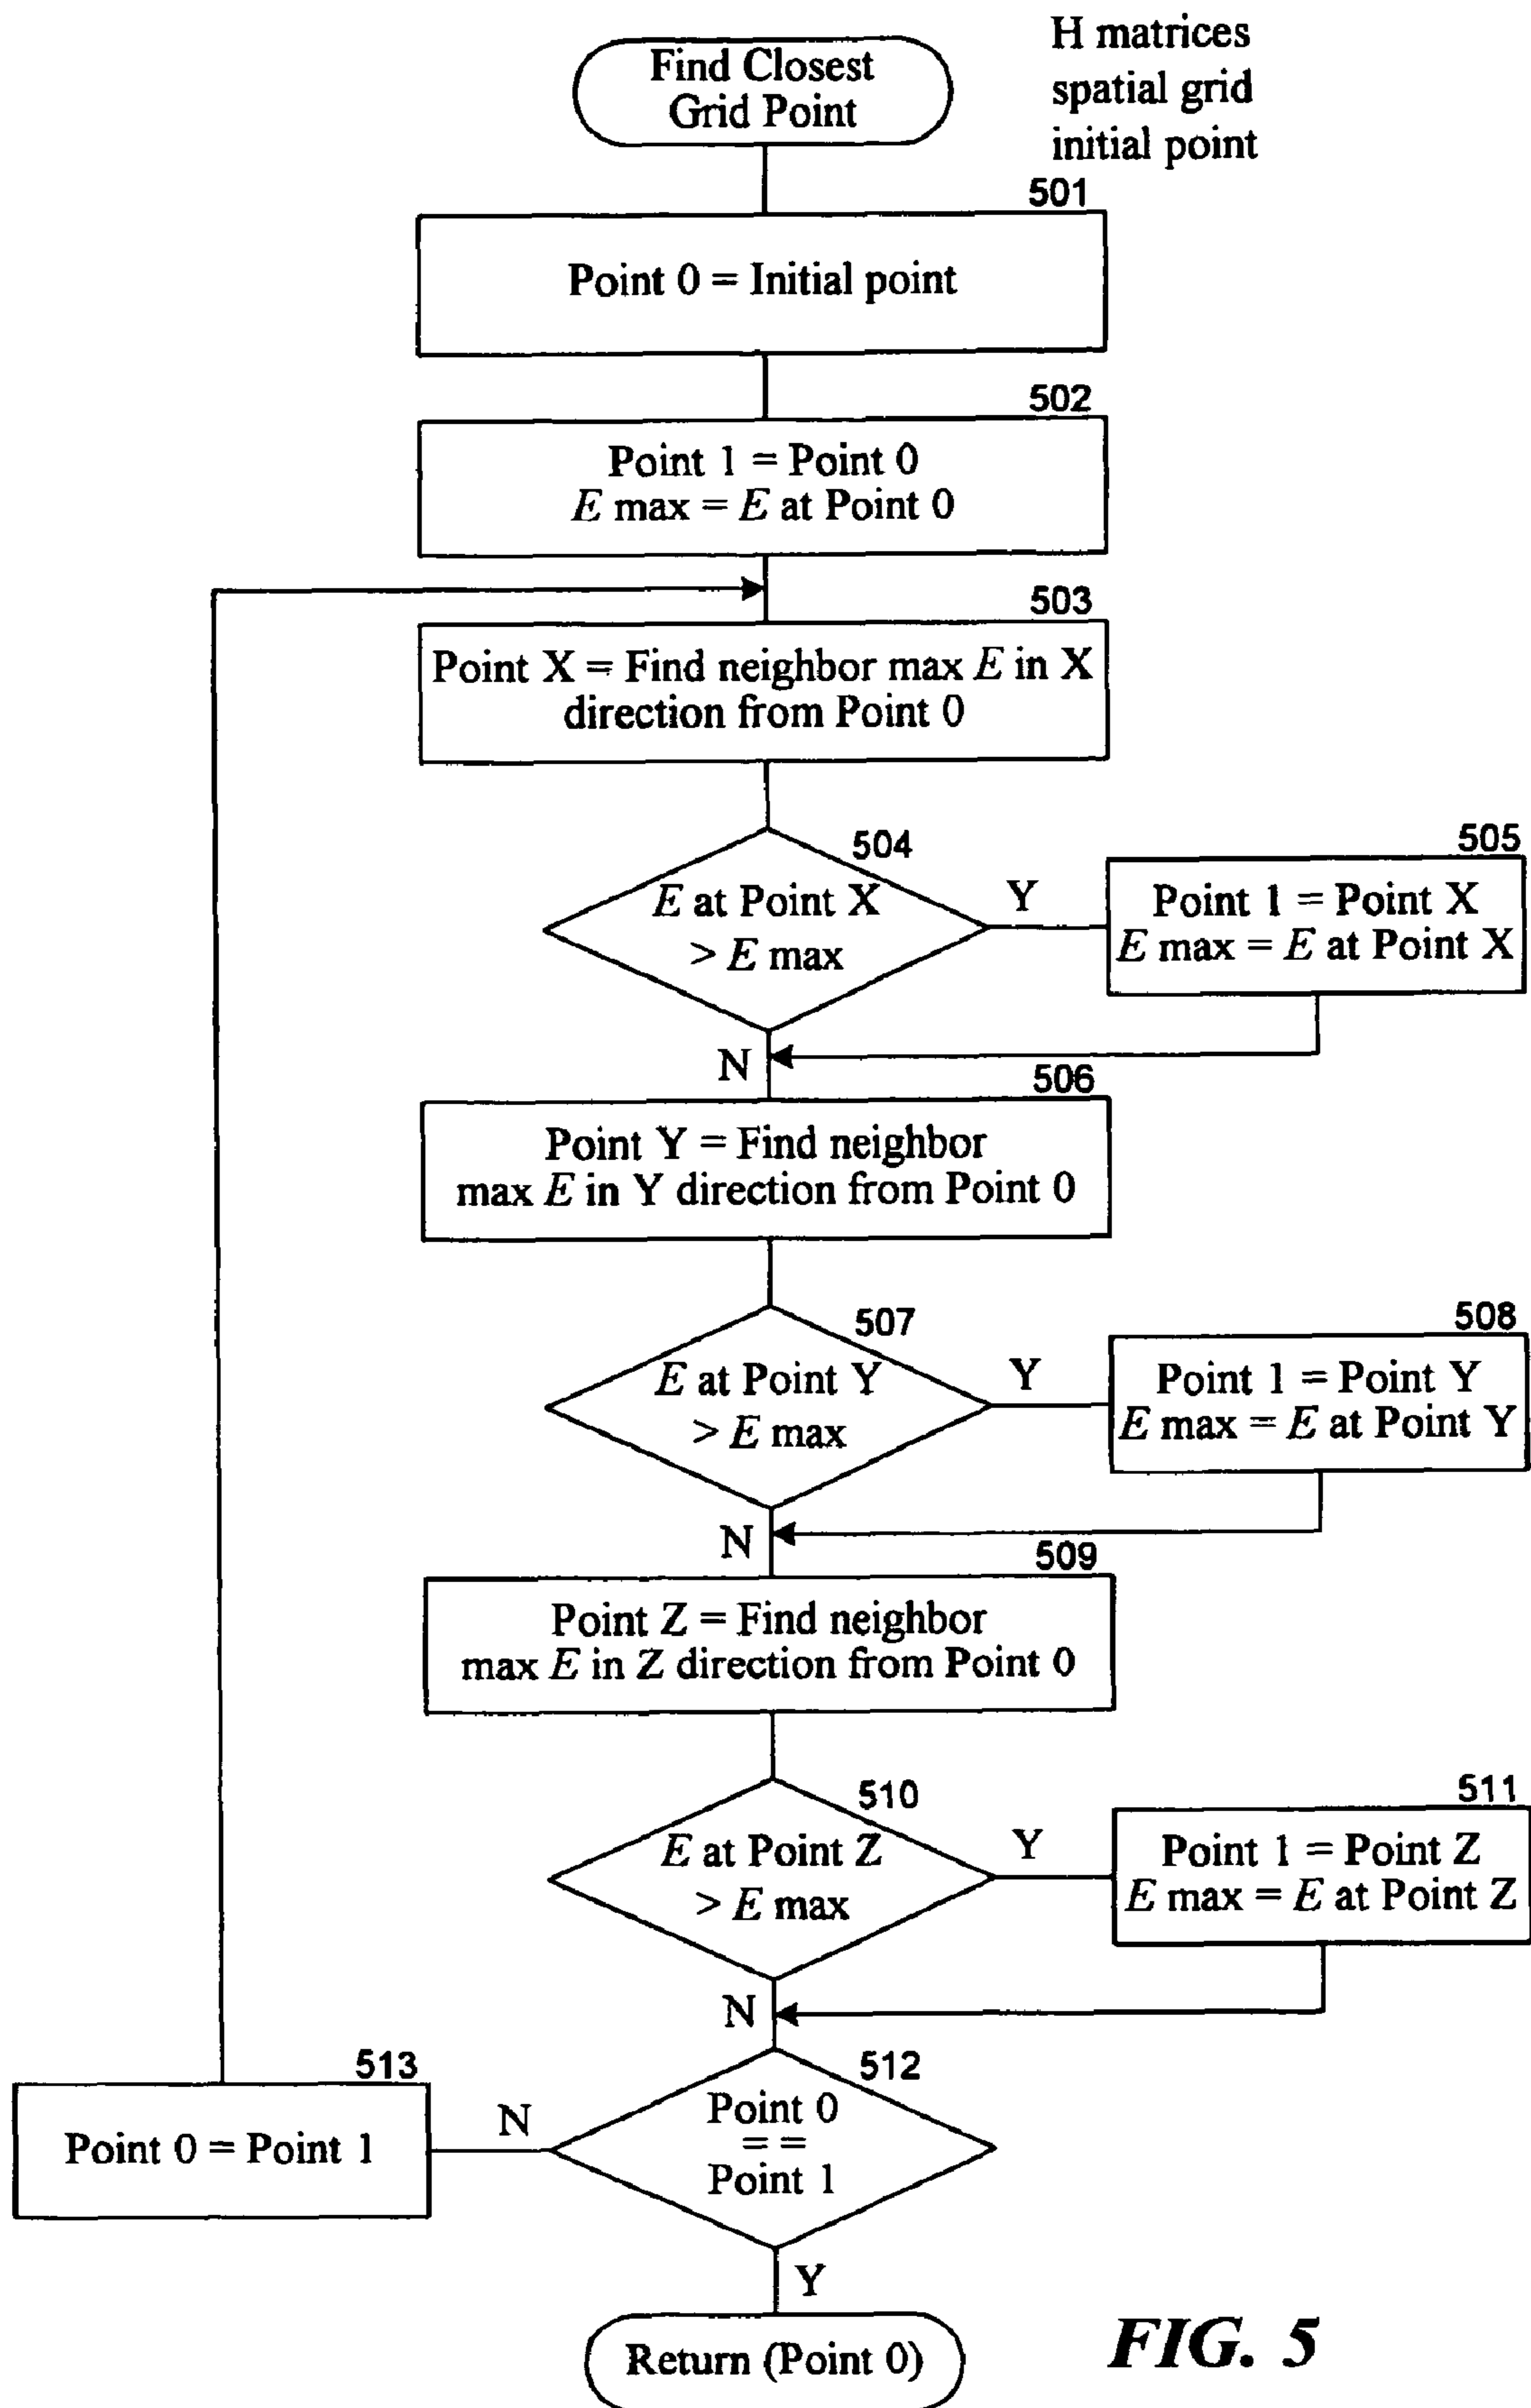 Find Closest
Grid Point
H matrices
spatial grid
initial point
501
Point 0 = Initial point
502
Point 1 = Point 0
E max = E at Point 0
503
Point X = Find neighbor max E in X
direction from Point 0
504
E at Point X
> E max
Y
505
Point 1 = Point X
E max = E at Point X
N
506
Point Y = Find neighbor
max E in Y direction from Point 0
507
E at Point Y
> E max
Y
508
Point 1 = Point Y
E max = E at Point Y
N
509
Point Z = Find neighbor
max E in Z direction from Point 0
510
E at Point Z
> E max
Y
511
Point 1 = Point Z
E max = E at Point Z
N
512
Point 0
= =
Point 1
N
513
Point 0 = Point 1
Y
Return (Point 0)
FIG. 5